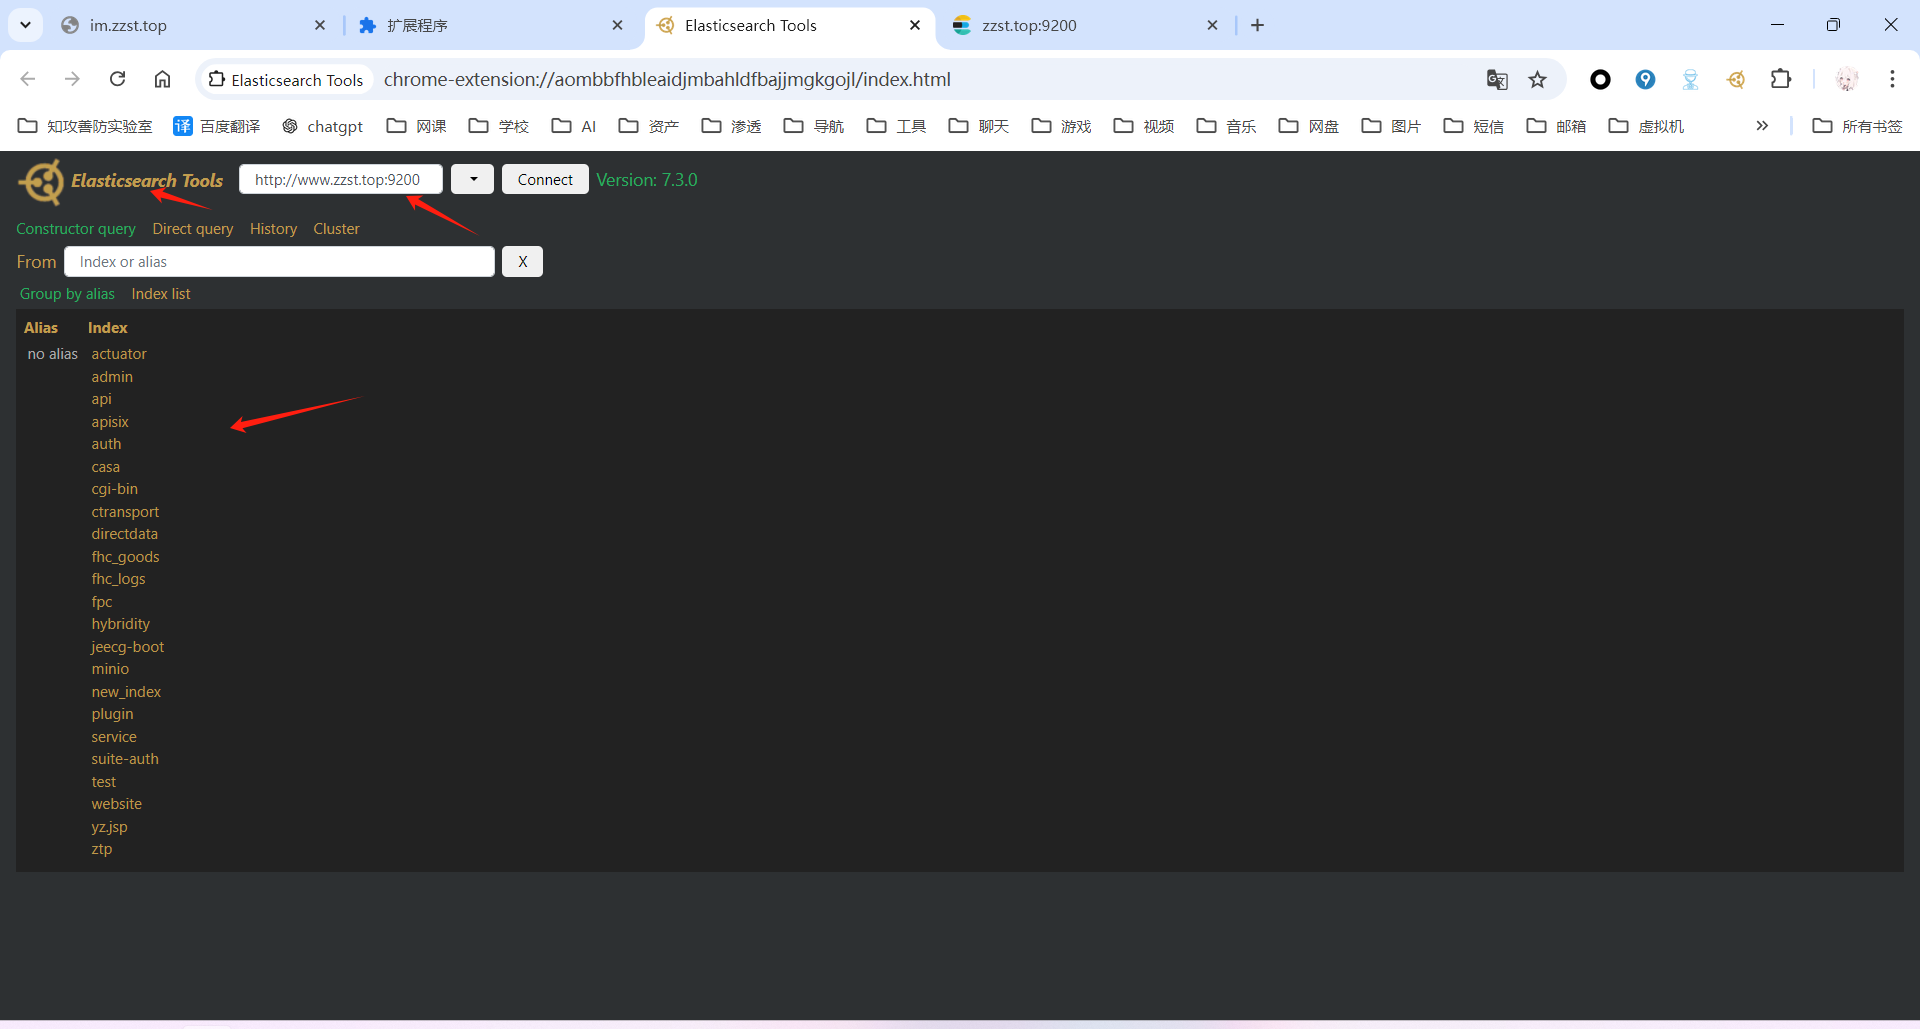 im.zzst.top
扩展程序
Elasticsearch Tools
zzst.top:9200
Elasticsearch Tools
chrome-extension://aombbfhbleaidjmbahldfbajjmgkgojl/index.html
知攻善防实验室
译 百度翻译
chatgpt
网课
学校
AI
资产
渗透
导航
工具
聊天
游戏
视频
音乐
网盘
图片
短信
邮箱
虚拟机
所有书签
Elasticsearch Tools
http://www.zzst.top:9200
Connect
Version: 7.3.0
Constructor query
Direct query
History
Cluster
From
Index or alias
X
Group by alias
Index list
Alias
Index
no alias
actuator
admin
api
apisix
auth
casa
cgi-bin
ctransport
directdata
fhc_goods
fhc_logs
fpc
hybridity
jeecg-boot
minio
new_index
plugin
service
suite-auth
test
website
yz.jsp
ztp